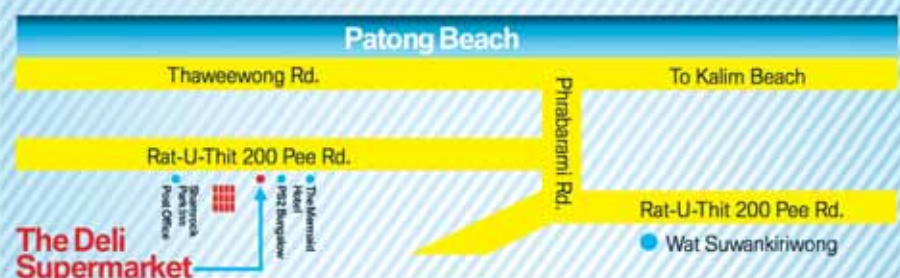 Patong Beach
Thaweewong Rd.
To Kalim Beach
Phrabarami Rd.
Rat-U-Thit 200 Pee Rd.
Shamrock
Park Inn
Post Office
PS2 Bungalow
The Mermaid
Hotel
Rat-U-Thit 200 Pee Rd.
Wat Suwankiriwong
The Deli
Supermarket